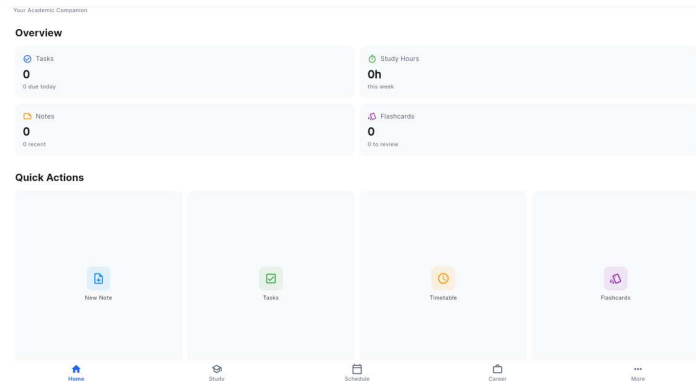 Your Academic Companion
Overview
Tasks
0
0 due today
Study Hours
0h
this week
Notes
0
0 recent
Flashcards
0
0 to review
Quick Actions
New Note
Tasks
Timetable
Flashcards
Home
Study
Schedule
Career
More